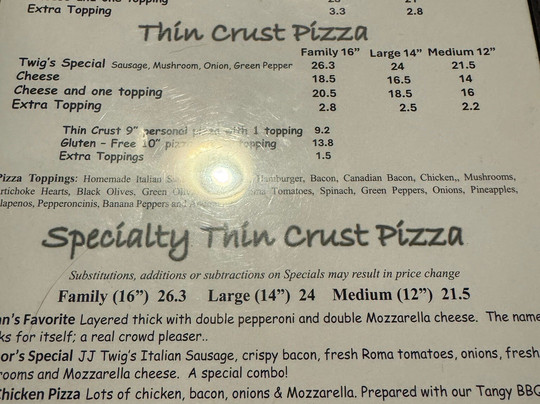 Extra Topping 3.3 2.8
Thin Crust Pizza
Family 16” Large 14” Medium 12”
Twig's Special Sausage, Mushroom, Onion, Green Pepper 26.3 24 21.5
Cheese 18.5 16.5 14
Cheese and one topping 20.5 18.5 16
Extra Topping 2.8 2.5 2.2
Thin Crust 9” personal pizza with 1 topping 9.2
Gluten - Free 10” pizza topping 13.8
Extra Toppings 1.5
Pizza Toppings: Homemade Italian Hamburger, Bacon, Canadian Bacon, Chicken,, Mushrooms,
rtichoke Hearts, Black Olives, Green Tomatoes, Spinach, Green Peppers, Onions, Pineapples,
lapenos, Pepperoncinis, Banana Peppers and
Specialty Thin Crust Pizza
Substitutions, additions or subtractions on Specials may result in price change
Family (16”) 26.3 Large (14”) 24 Medium (12”) 21.5
n's Favorite Layered thick with double pepperoni and double Mozzarella cheese. The name
ks for itself; a real crowd pleaser..
or's Special JJ Twig's Italian Sausage, crispy bacon, fresh Roma tomatoes, onions, fresh
rooms and Mozzarella cheese. A special combo!
Chicken Pizza Lots of chicken, bacon, onions & Mozzarella. Prepared with our Tangy BBQ